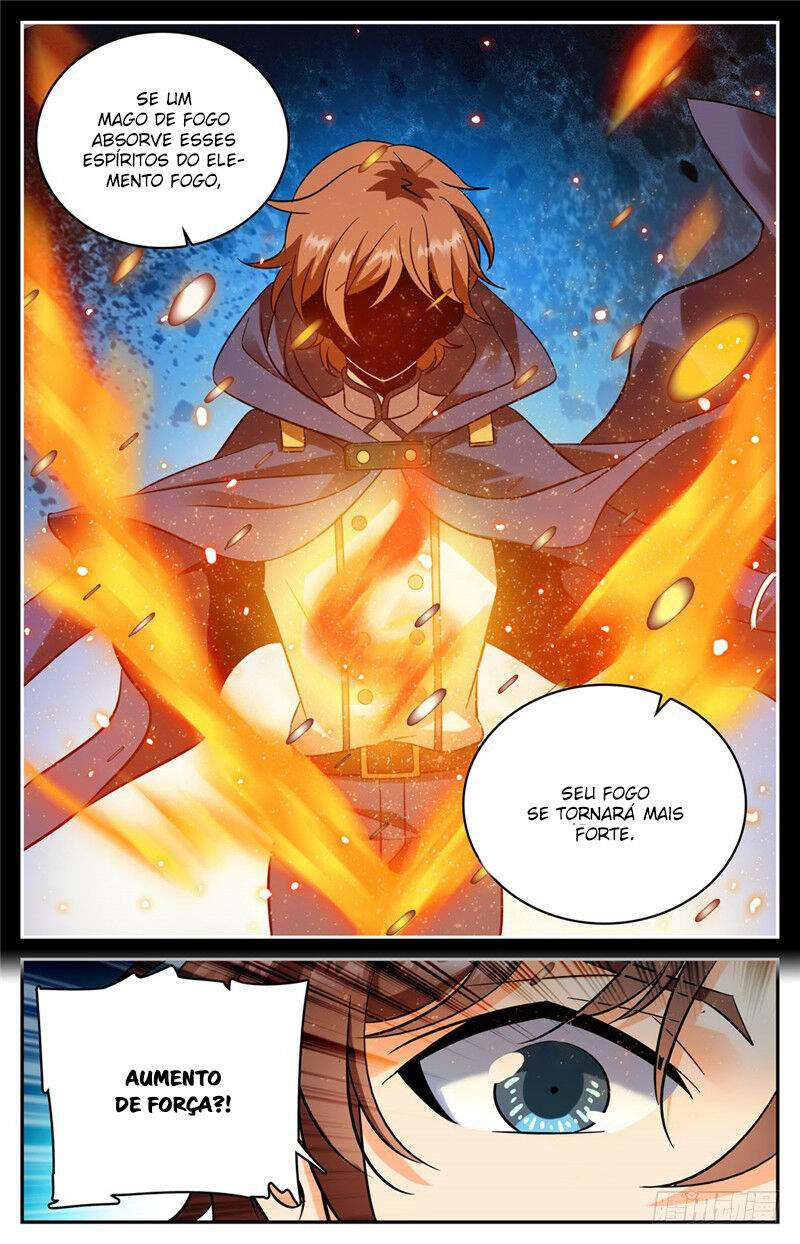 SE UM
MAGO DE FOGO
ABSORVE ESSES
ESPÍRITOS DO ELE-
MENTO FOGO,
SEU FOGO
SE TORNARÁ MAIS
FORTE.
AUMENTO
DE FORÇA?!